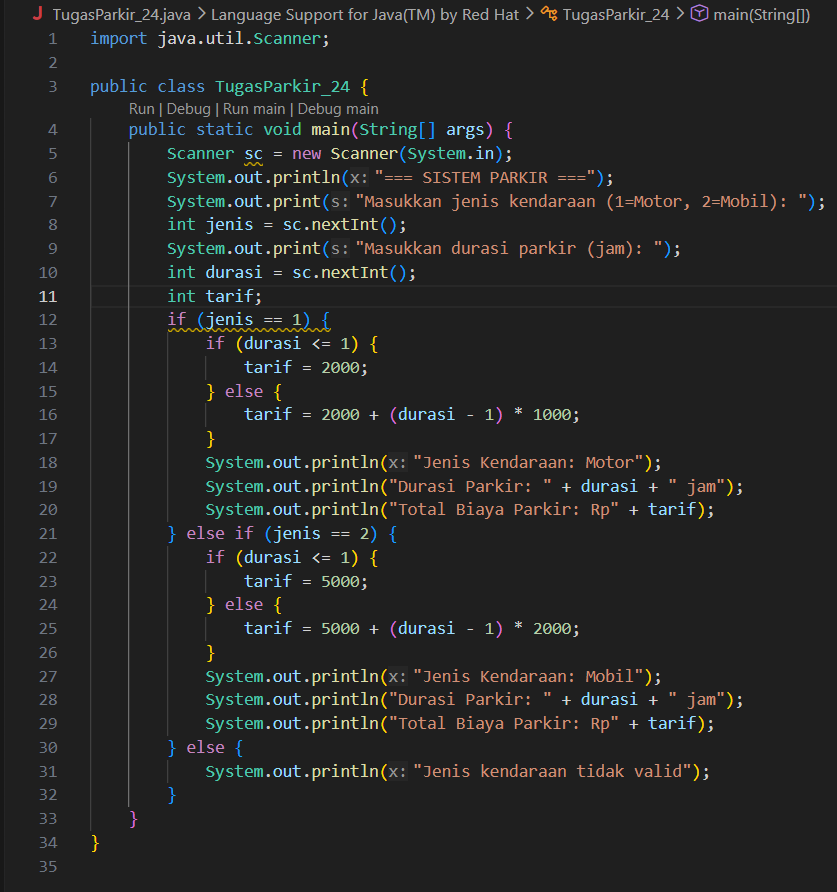 TugasParkir_24.java > Language Support for Java(TM) by Red Hat > TugasParkir_24 > main(String[])
1 import java.util.Scanner;
2
3 public class TugasParkir_24 {
Run | Debug | Run main | Debug main
4 public static void main(String[] args) {
5 Scanner sc = new Scanner(System.in);
6 System.out.println(x: "=== SISTEM PARKIR ===");
7 System.out.print(s: "Masukkan jenis kendaraan (1=Motor, 2=Mobil): ");
8 int jenis = sc.nextInt();
9 System.out.print(s: "Masukkan durasi parkir (jam): ");
10 int durasi = sc.nextInt();
11 int tarif;
12 if (jenis == 1) {
13 if (durasi <= 1) {
14 tarif = 2000;
15 } else {
16 tarif = 2000 + (durasi - 1) * 1000;
17 }
18 System.out.println(x: "Jenis Kendaraan: Motor");
19 System.out.println("Durasi Parkir: " + durasi + " jam");
20 System.out.println("Total Biaya Parkir: Rp" + tarif);
21 } else if (jenis == 2) {
22 if (durasi <= 1) {
23 tarif = 5000;
24 } else {
25 tarif = 5000 + (durasi - 1) * 2000;
26 }
27 System.out.println(x: "Jenis Kendaraan: Mobil");
28 System.out.println("Durasi Parkir: " + durasi + " jam");
29 System.out.println("Total Biaya Parkir: Rp" + tarif);
30 } else {
31 System.out.println(x: "Jenis kendaraan tidak valid");
32 }
33 }
34 }
35